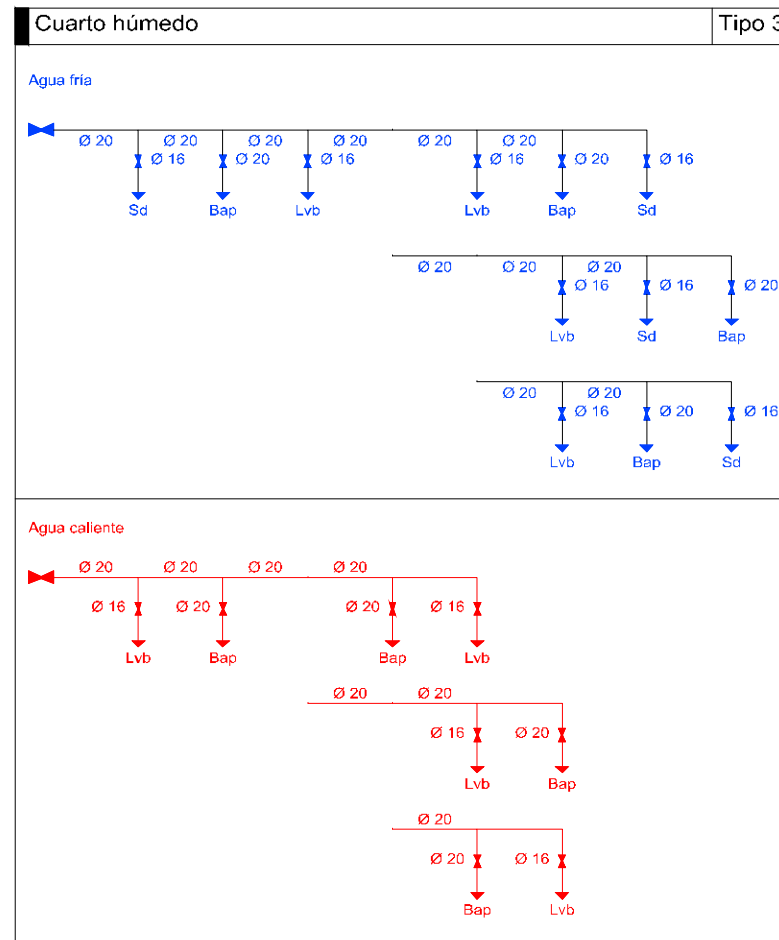 Cuarto húmedo Tipo 3
Agua fría
Ø 20 Ø 20 Ø 20 Ø 20 Ø 20 Ø 20
Ø 16 Ø 20 Ø 16 Ø 16 Ø 20 Ø 16
Sd Bap Lvb Lvb Bap Sd
Ø 20 Ø 20 Ø 20
Ø 16 Ø 16 Ø 20
Lvb Sd Bap
Ø 20 Ø 20
Ø 16 Ø 20 Ø 16
Lvb Bap Sd
Agua caliente
Ø 20 Ø 20 Ø 20 Ø 20
Ø 16 Ø 20 Ø 20 Ø 16
Lvb Bap Bap Lvb
Ø 20 Ø 20
Ø 16 Ø 20
Lvb Bap
Ø 20
Ø 20 Ø 16
Bap Lvb